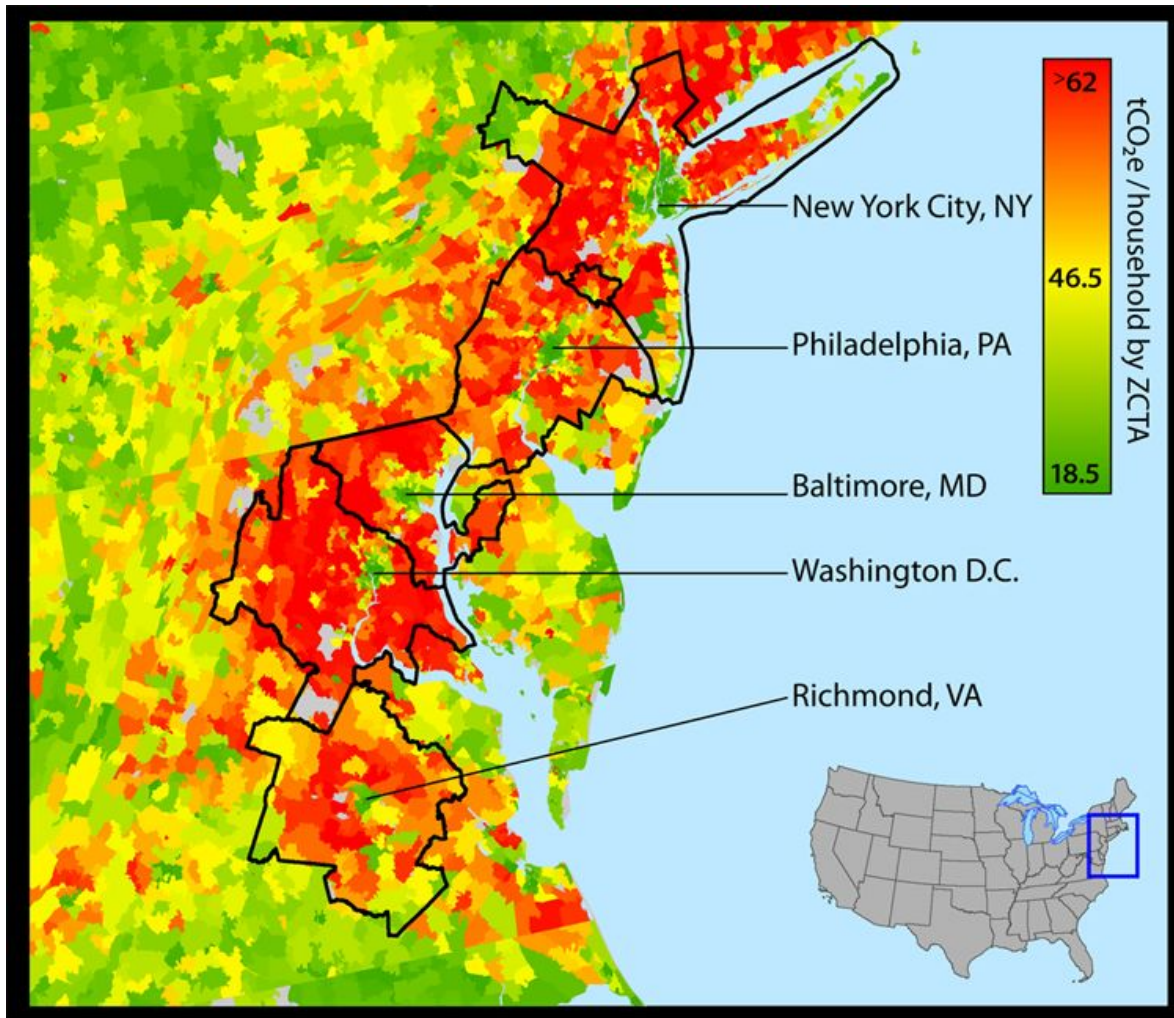 >62
46.5
18.5
tCO₂e /household by ZCTA
New York City, NY
Philadelphia, PA
Baltimore, MD
Washington D.C.
Richmond, VA